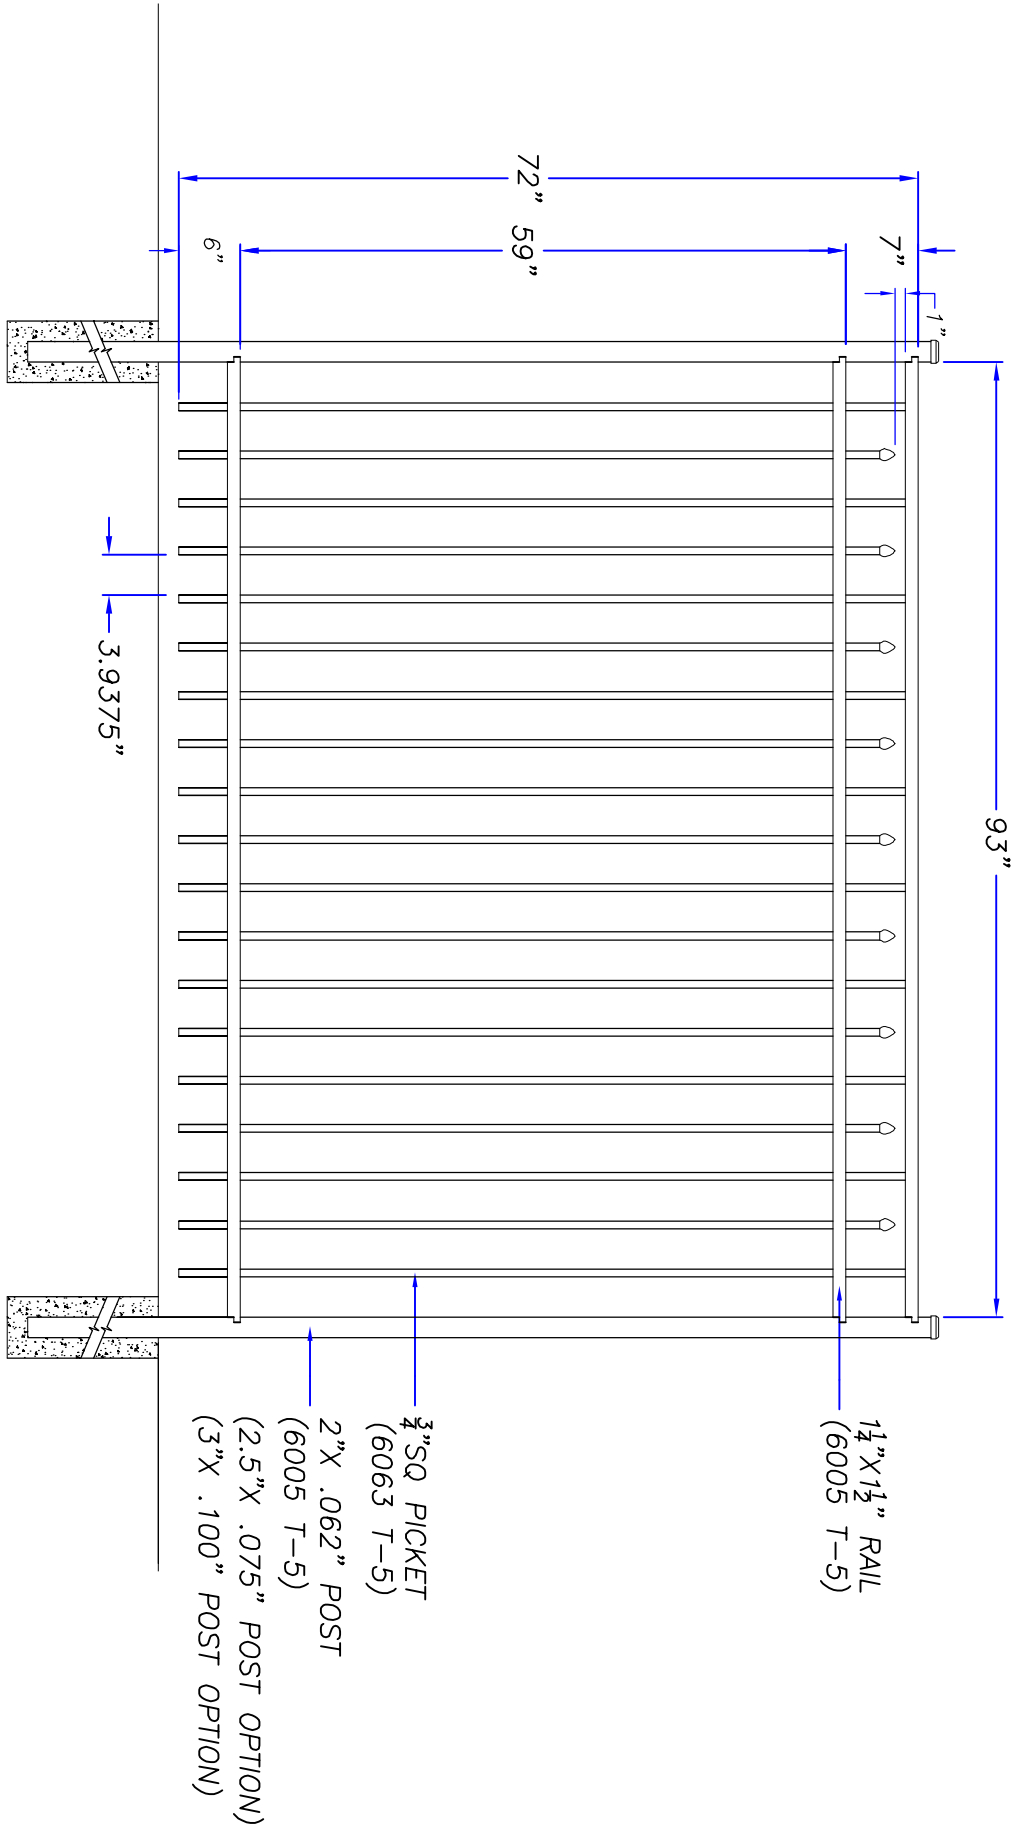 93"
1"
7"
72"
59"
6"
3.9375"
1¼"X1½" RAIL
(6005 T-5)
¾"SQ PICKET
(6063 T-5)
2"X .062" POST
(6005 T-5)
(2.5"X .075" POST OPTION)
(3"X .100" POST OPTION)